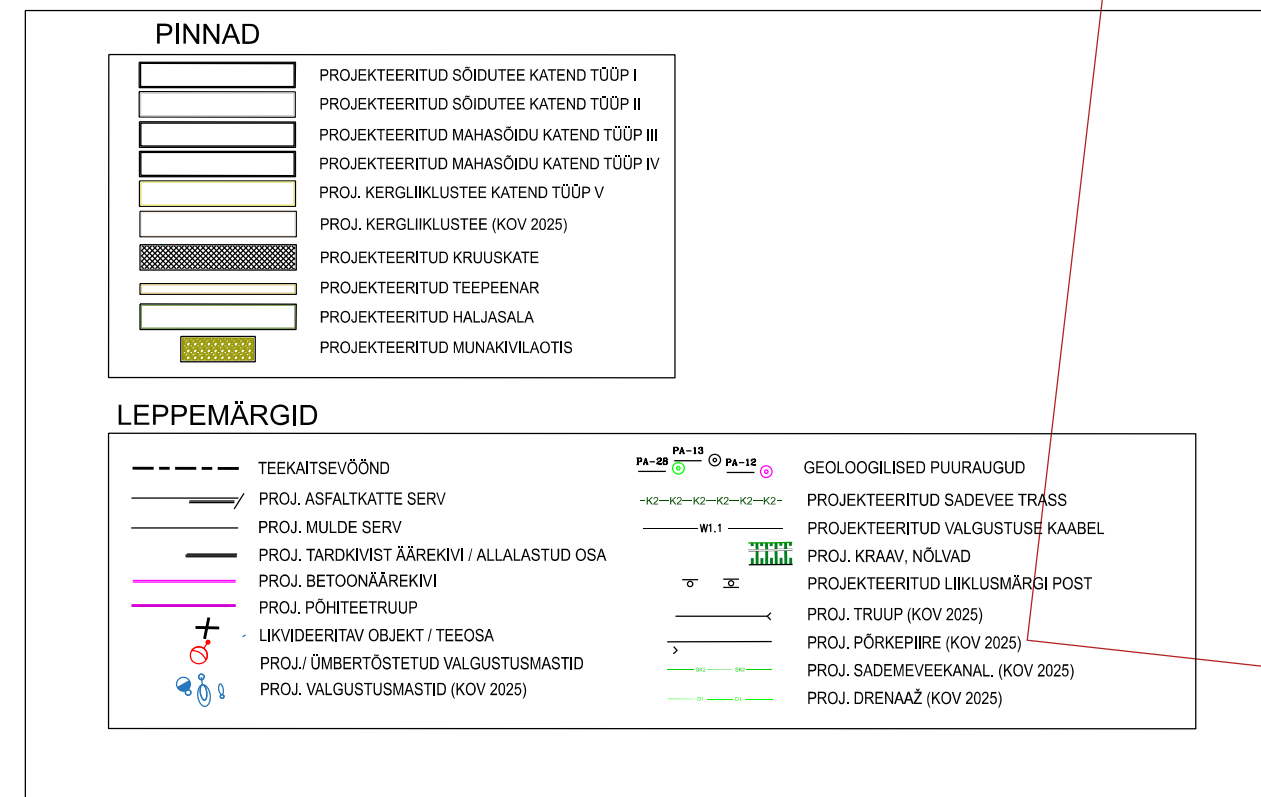 PINNAD
PROJEKTEERITUD SÕIDUTEE KATEND TÜÜP I
PROJEKTEERITUD SÕIDUTEE KATEND TÜÜP II
PROJEKTEERITUD MAHASÕIDU KATEND TÜÜP III
PROJEKTEERITUD MAHASÕIDU KATEND TÜÜP IV
PROJ. KERGLIIKLUSTEE KATEND TÜÜP V
PROJ. KERGLIIKLUSTEE (KOV 2025)
PROJEKTEERITUD KRUUSKATE
PROJEKTEERITUD TEEPEENAR
PROJEKTEERITUD HALJASALA
PROJEKTEERITUD MUNAKIVILAOTIS
LEPPEMÄRGID
TEEKAITSEVÖÖND
PROJ. ASFALTKATTE SERV
PROJ. MULDE SERV
PROJ. TARDKIVIST ÄÄREKIVI / ALLALASTUD OSA
PROJ. BETOONÄÄREKIVI
PROJ. PÕHITEETRUUP
LIKVIDEERITAV OBJEKT / TEEOSA
PROJ./ ÜMBERTÕSTETUD VALGUSTUSMASTID
PROJ. VALGUSTUSMASTID (KOV 2025)
PA-28 PA-13 PA-12 GEOLOOGILISED PUURAUGUD
-K2-K2-K2-K2-K2-K2- PROJEKTEERITUD SADEVEE TRASS
W1.1 PROJEKTEERITUD VALGUSTUSE KAABEL
PROJ. KRAAV, NÕLVAD
PROJEKTEERITUD LIIKLUSMÄRGI POST
PROJ. TRUUP (KOV 2025)
PROJ. PÕRKEPIIRE (KOV 2025)
SK2 SK2 PROJ. SADEMEVEEKANAL. (KOV 2025)
D1 D1 PROJ. DRENAAŽ (KOV 2025)